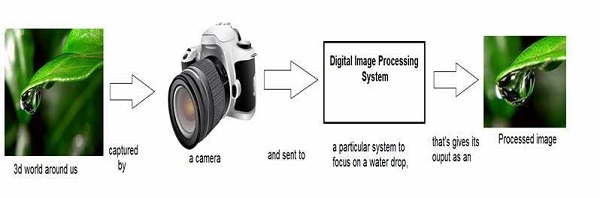 3d world around us
captured
by
a camera
and sent to
Digital Image Processing
System
a particular system to
focus on a water drop,
that's gives its
ouput as an
Processed image